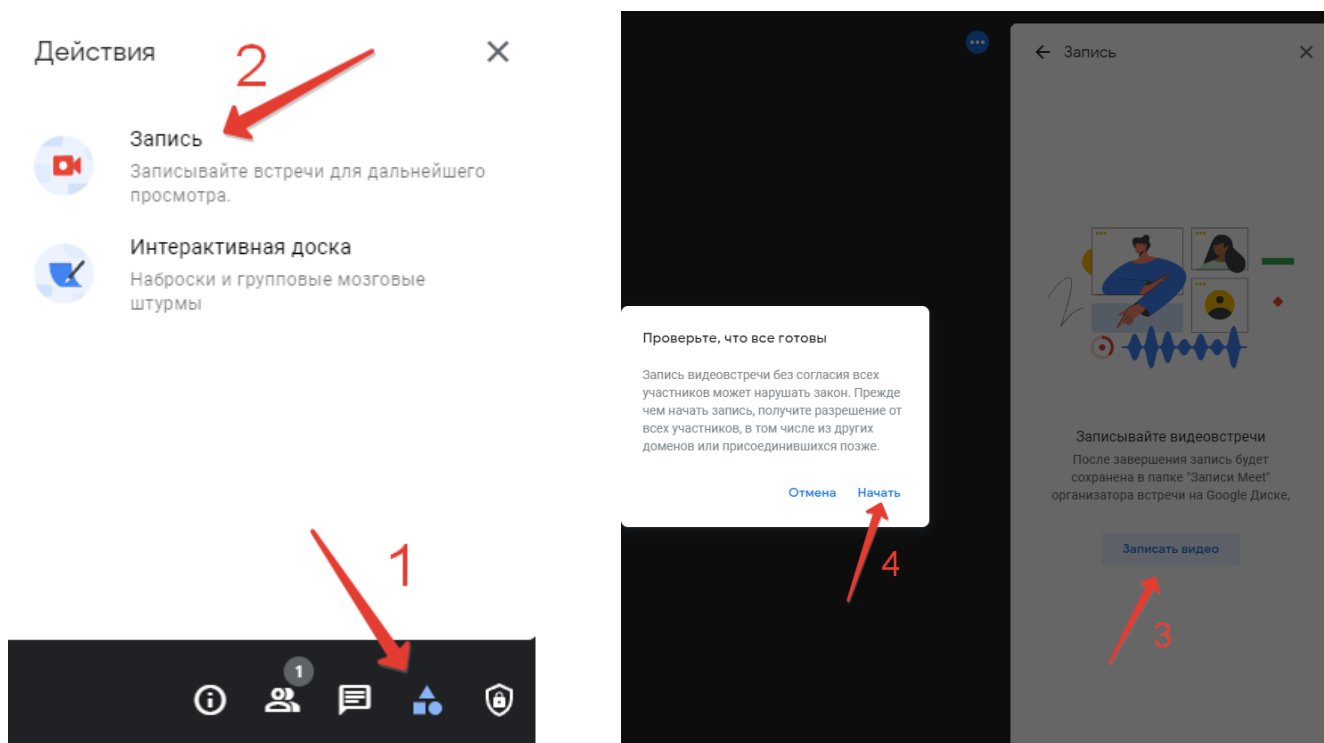 Действия
2
Запись
Записывайте встречи для дальнейшего
просмотра.
Интерактивная доска
Наброски и групповые мозговые
штурмы
1
1
Запись
Проверьте, что все готовы
Запись видеовстречи без согласия всех
участников может нарушать закон. Прежде
чем начать запись, получите разрешение от
всех участников, в том числе из других
доменов или присоединившихся позже.
Отмена Начать
4
Записывайте видеовстречи
После завершения запись будет
сохранена в папке "Записи Meet"
организатора встречи на Google Диске,
Записать видео
3